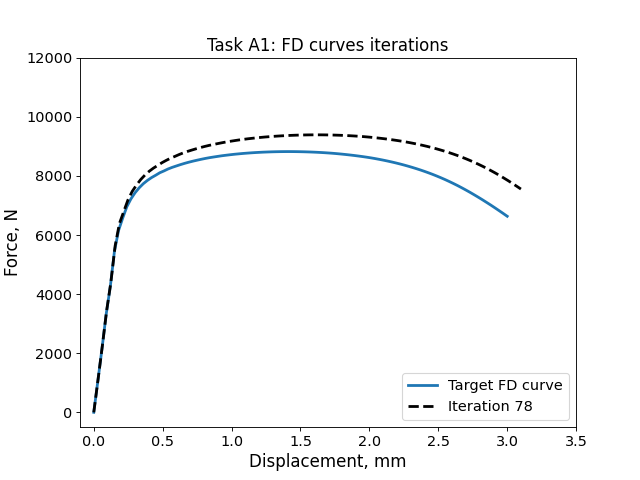 Task A1: FD curves iterations
12000
10000
8000
6000
4000
2000
0
Force, N
Target FD curve
Iteration 78
0.0 0.5 1.0 1.5 2.0 2.5 3.0 3.5
Displacement, mm